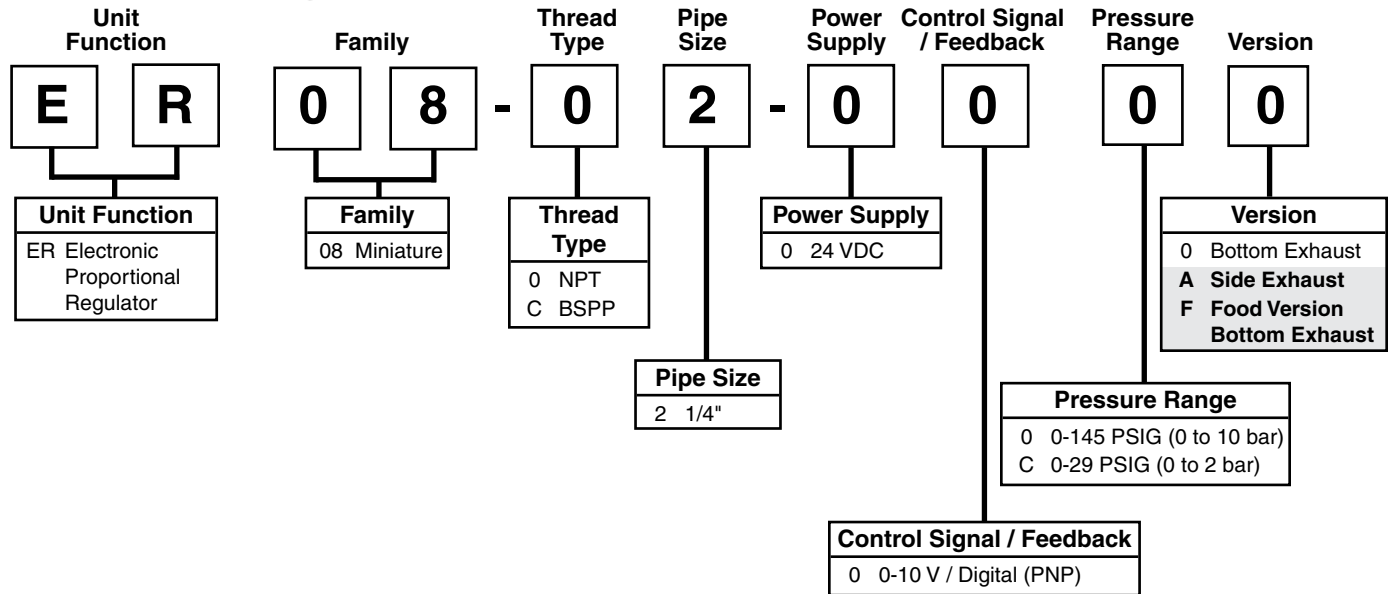 Unit
Function
Family
Thread
Type
Pipe
Size
Power
Supply
Control Signal
/ Feedback
Pressure
Range
Version
E R 0 8 - 0 2 - 0 0 0 0
Unit Function
ER Electronic
Proportional
Regulator
Family
08 Miniature
Thread
Type
0 NPT
C BSPP
Pipe Size
2 1/4"
Power Supply
0 24 VDC
Control Signal / Feedback
0 0-10 V / Digital (PNP)
Pressure Range
0 0-145 PSIG (0 to 10 bar)
C 0-29 PSIG (0 to 2 bar)
Version
0 Bottom Exhaust
A Side Exhaust
F Food Version
Bottom Exhaust